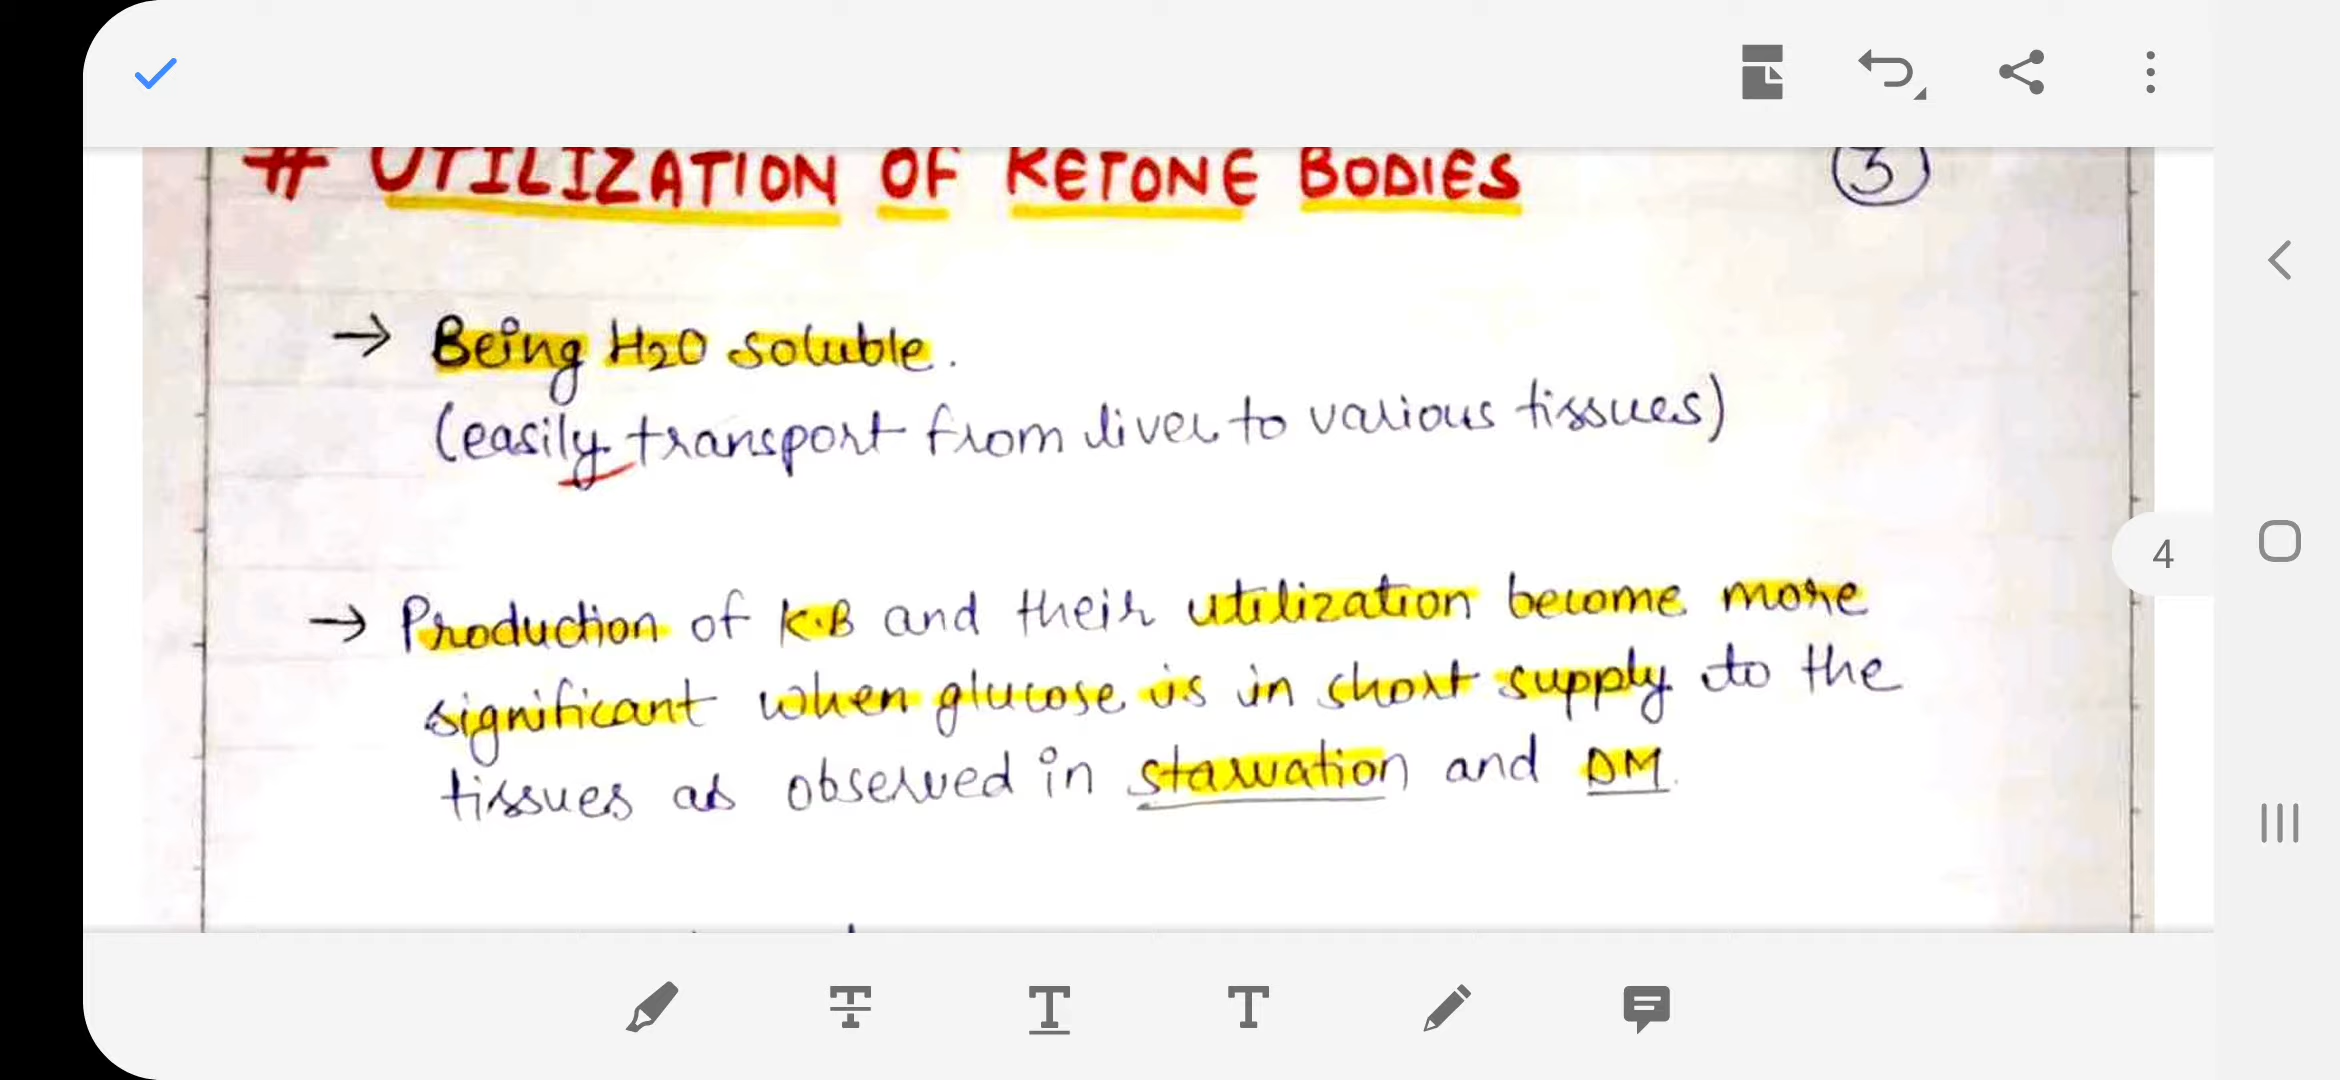 # UTILIZATION OF KETONE BODIES
3
→ Being H2O soluble.
(easily transport from liver to various tissues)
→ Production of K.B and their utilization become more
significant when glucose is in short supply to the
tissues as observed in starvation and DM.
4
T
T
T